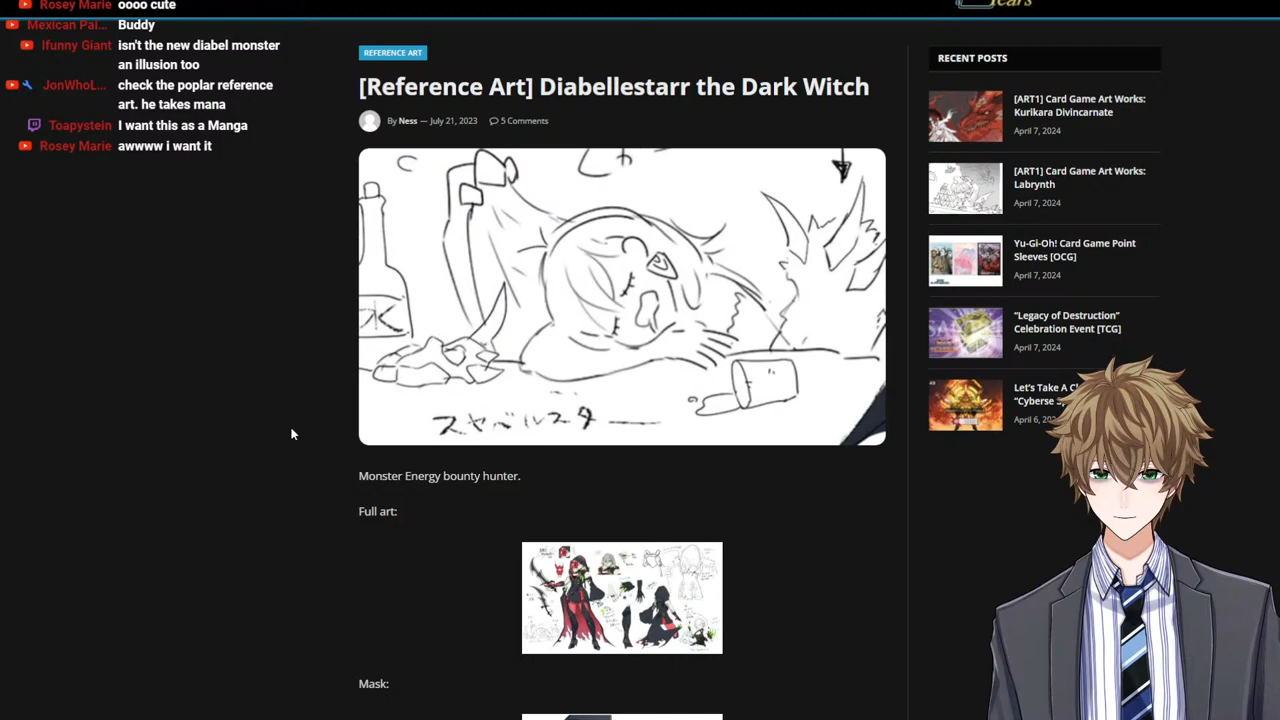 Rosey Marie oooo cute
Mexican Pai... Buddy
Ifunny Giant isn't the new diabel monster
an illusion too
JonWhoL... check the poplar reference
art. he takes mana
Toapystein I want this as a Manga
Rosey Marie awwww i want it
REFERENCE ART
[Reference Art] Diabellestarr the Dark Witch
By Ness — July 21, 2023 5 Comments
水
スヤベルスター
Monster Energy bounty hunter.
Full art:
Mask:
RECENT POSTS
[ART1] Card Game Art Works:
Kurikara Divincarnate
April 7, 2024
[ART1] Card Game Art Works:
Labrynth
April 7, 2024
Yu-Gi-Oh! Card Game Point
Sleeves [OCG]
April 7, 2024
"Legacy of Destruction"
Celebration Event [TCG]
April 7, 2024
Let's Take A
"Cyberse
April 6,